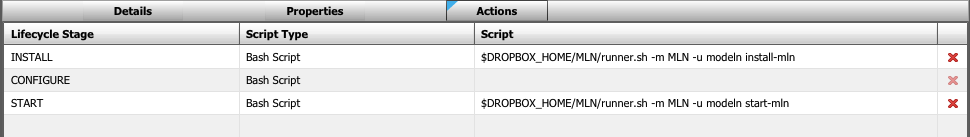 Details Properties Actions
Lifecycle Stage Script Type Script
INSTALL Bash Script $DROPBOX_HOME/MLN/runner.sh -m MLN -u modeln install-mln
CONFIGURE Bash Script
START Bash Script $DROPBOX_HOME/MLN/runner.sh -m MLN -u modeln start-mln